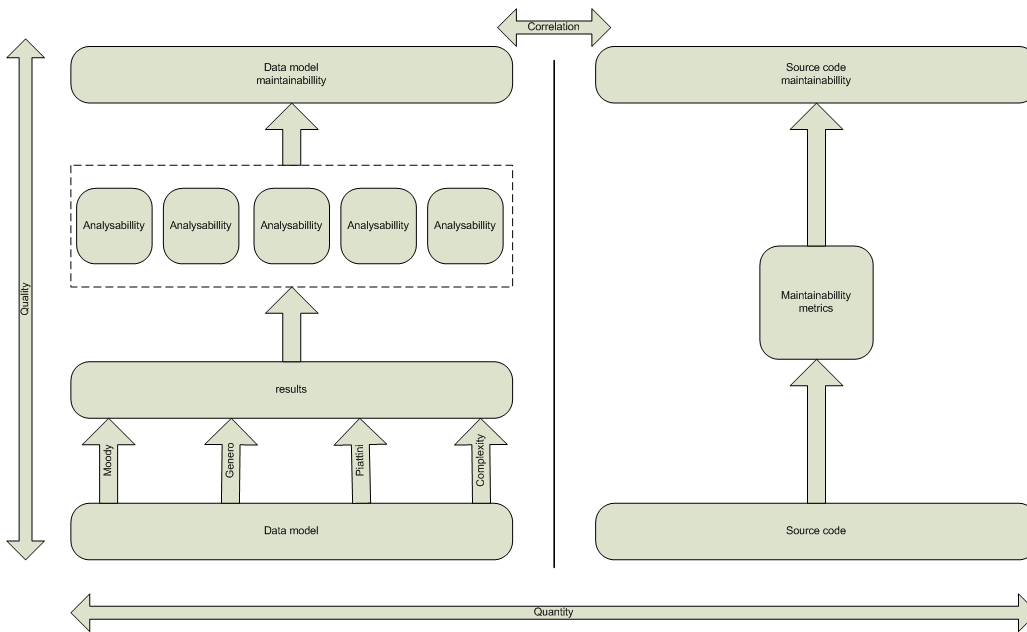 Correlation
Data model
maintainabillity
Source code
maintainabillity
Analysabillity
Analysabillity
Analysabillity
Analysabillity
Analysabillity
Quality
Maintainabillity
metrics
results
Moody
Genero
Piattini
Complexity
Data model
Source code
Quantity